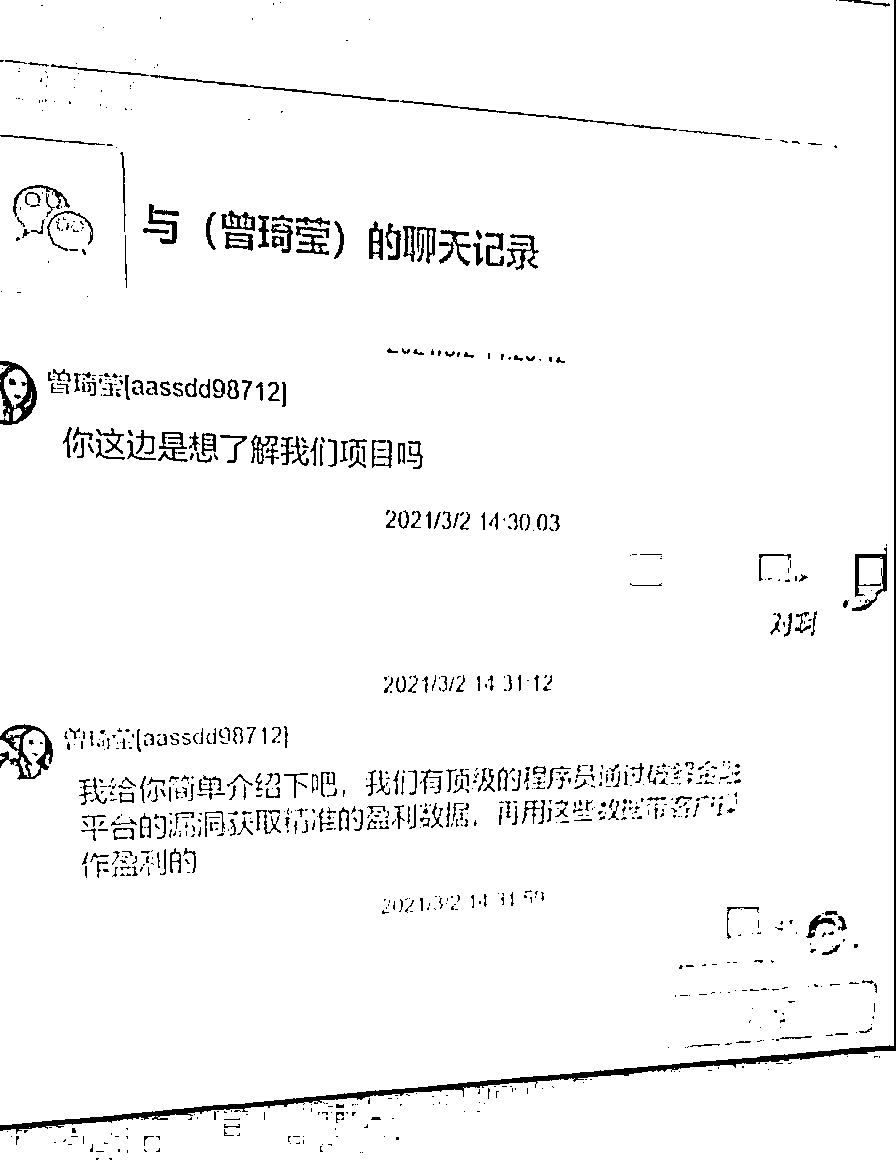 与（曾琦莹）的聊天记录
曾琦莹[aassdd98712]
你这边是想了解我们项目吗
2021/3/2 14:30:03
对啊
2021/3/2 14:31:12
曾琦莹[aassdd98712]
我给你简单介绍下吧，我们有顶级的程序员通过破解金融
平台的漏洞获取精准的盈利数据，再用这些数据带客户操
作盈利的
2021/3/2 14:31:59